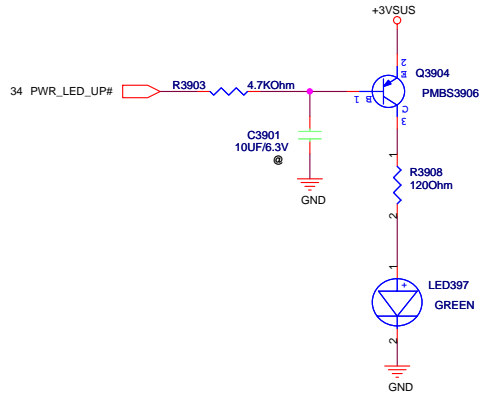 +3VSUS
2
E
Q3904
34 PWR_LED_UP#
R3903
4.7KOhm
1
B
PMBS3906
C
3
C3901
10UF/6.3V
@
GND
1
R3908
120Ohm
2
1
+
LED397
GREEN
2
GND